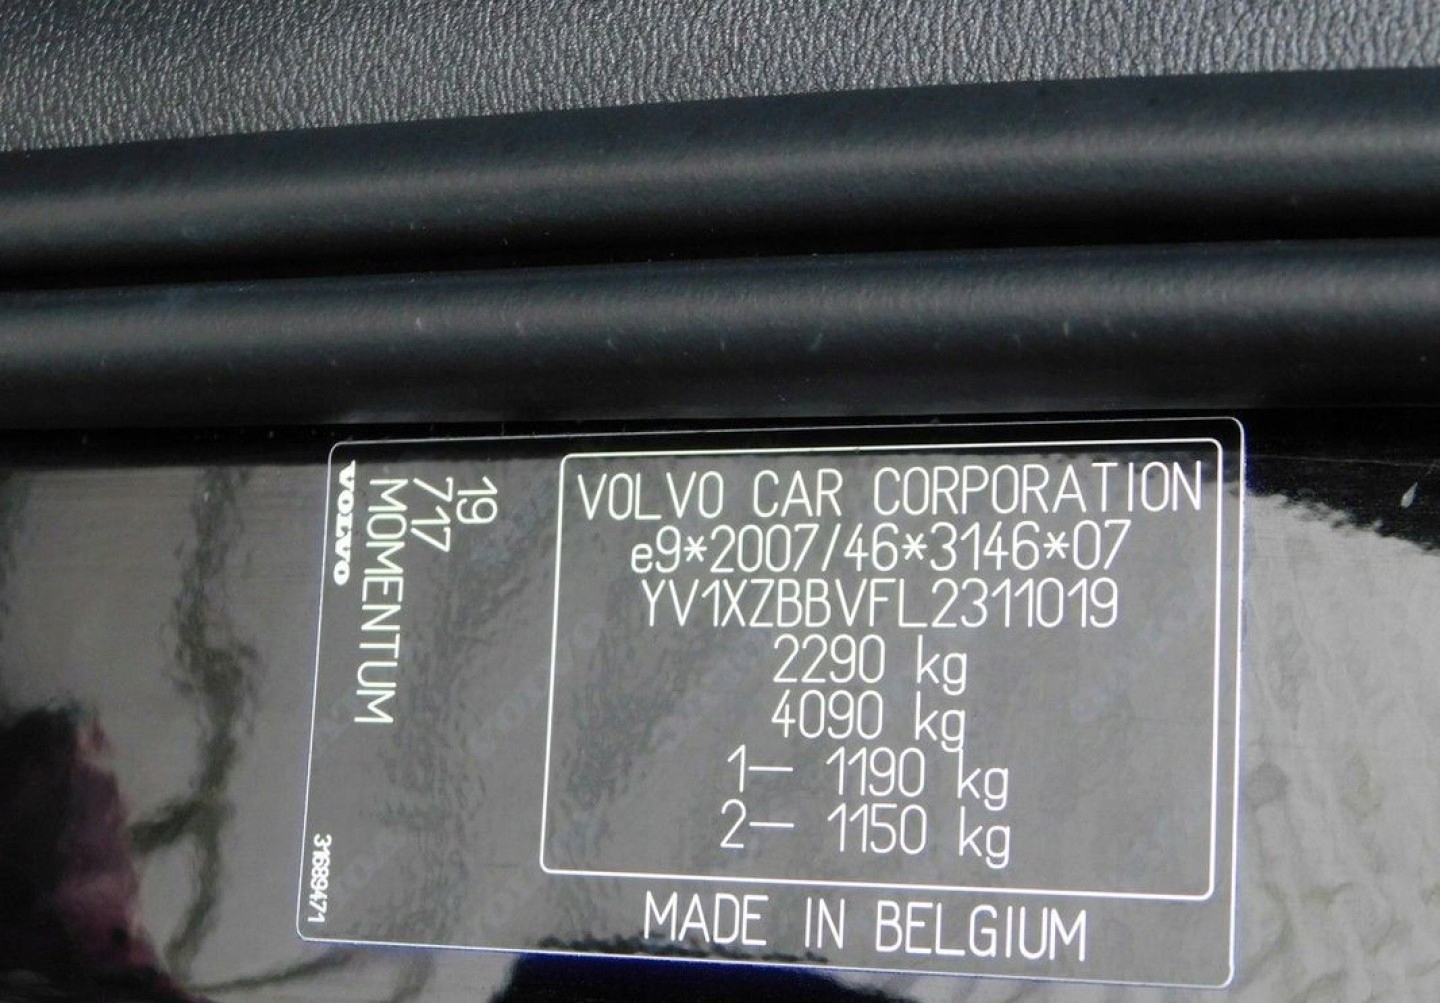 VOLVO CAR CORPORATION
e9*2007/46*3146*07
YV1XZBBVFL2311019
2290 kg
4090 kg
1— 1190 kg
2— 1150 kg
MADE IN BELGIUM
19
717
MOMENTUM
VOLVO
31689471